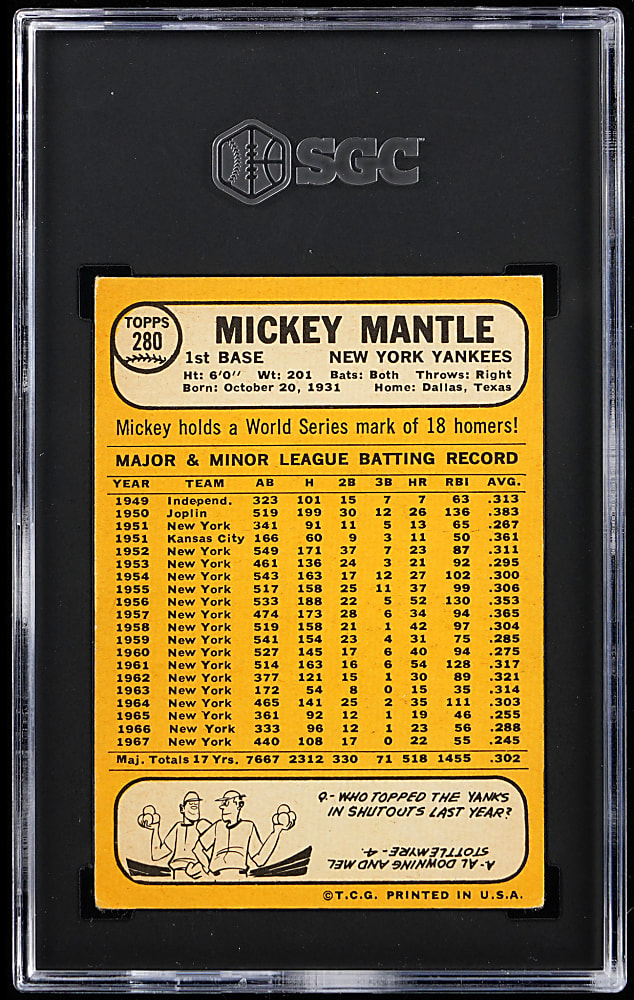 SGC
TOPPS
280
MICKEY MANTLE
1st BASE NEW YORK YANKEES
Ht: 6'0" Wt: 201 Bats: Both Throws: Right
Born: October 20, 1931 Home: Dallas, Texas
Mickey holds a World Series mark of 18 homers!
MAJOR & MINOR LEAGUE BATTING RECORD
YEAR TEAM AB H 2B 3B HR RBI AVG.
1949 Independ. 323 101 15 7 7 63 .313
1950 Joplin 519 199 30 12 26 136 .383
1951 New York 341 91 11 5 13 65 .267
1951 Kansas City 166 60 9 3 11 50 .361
1952 New York 549 171 37 7 23 87 .311
1953 New York 461 136 24 3 21 92 .295
1954 New York 543 163 17 12 27 102 .300
1955 New York 517 158 25 11 37 99 .306
1956 New York 533 188 22 5 52 130 .353
1957 New York 474 173 28 6 34 94 .365
1958 New York 519 158 21 1 42 97 .304
1959 New York 541 154 23 4 31 75 .285
1960 New York 527 145 17 6 40 94 .275
1961 New York 514 163 16 6 54 128 .317
1962 New York 377 121 15 1 30 89 .321
1963 New York 172 54 8 0 15 35 .314
1964 New York 465 141 25 2 35 111 .303
1965 New York 361 92 12 1 19 46 .255
1966 New York 333 96 12 1 23 56 .288
1967 New York 440 108 17 0 22 55 .245
Maj. Totals 17 Yrs. 7667 2312 330 71 518 1455 .302
Q- WHO TOPPED THE YANKS
IN SHUTOUTS LAST YEAR?
A- AL DOWNING AND MEL
STOTTLEMYRE - 4.
©T.C.G. PRINTED IN U.S.A.